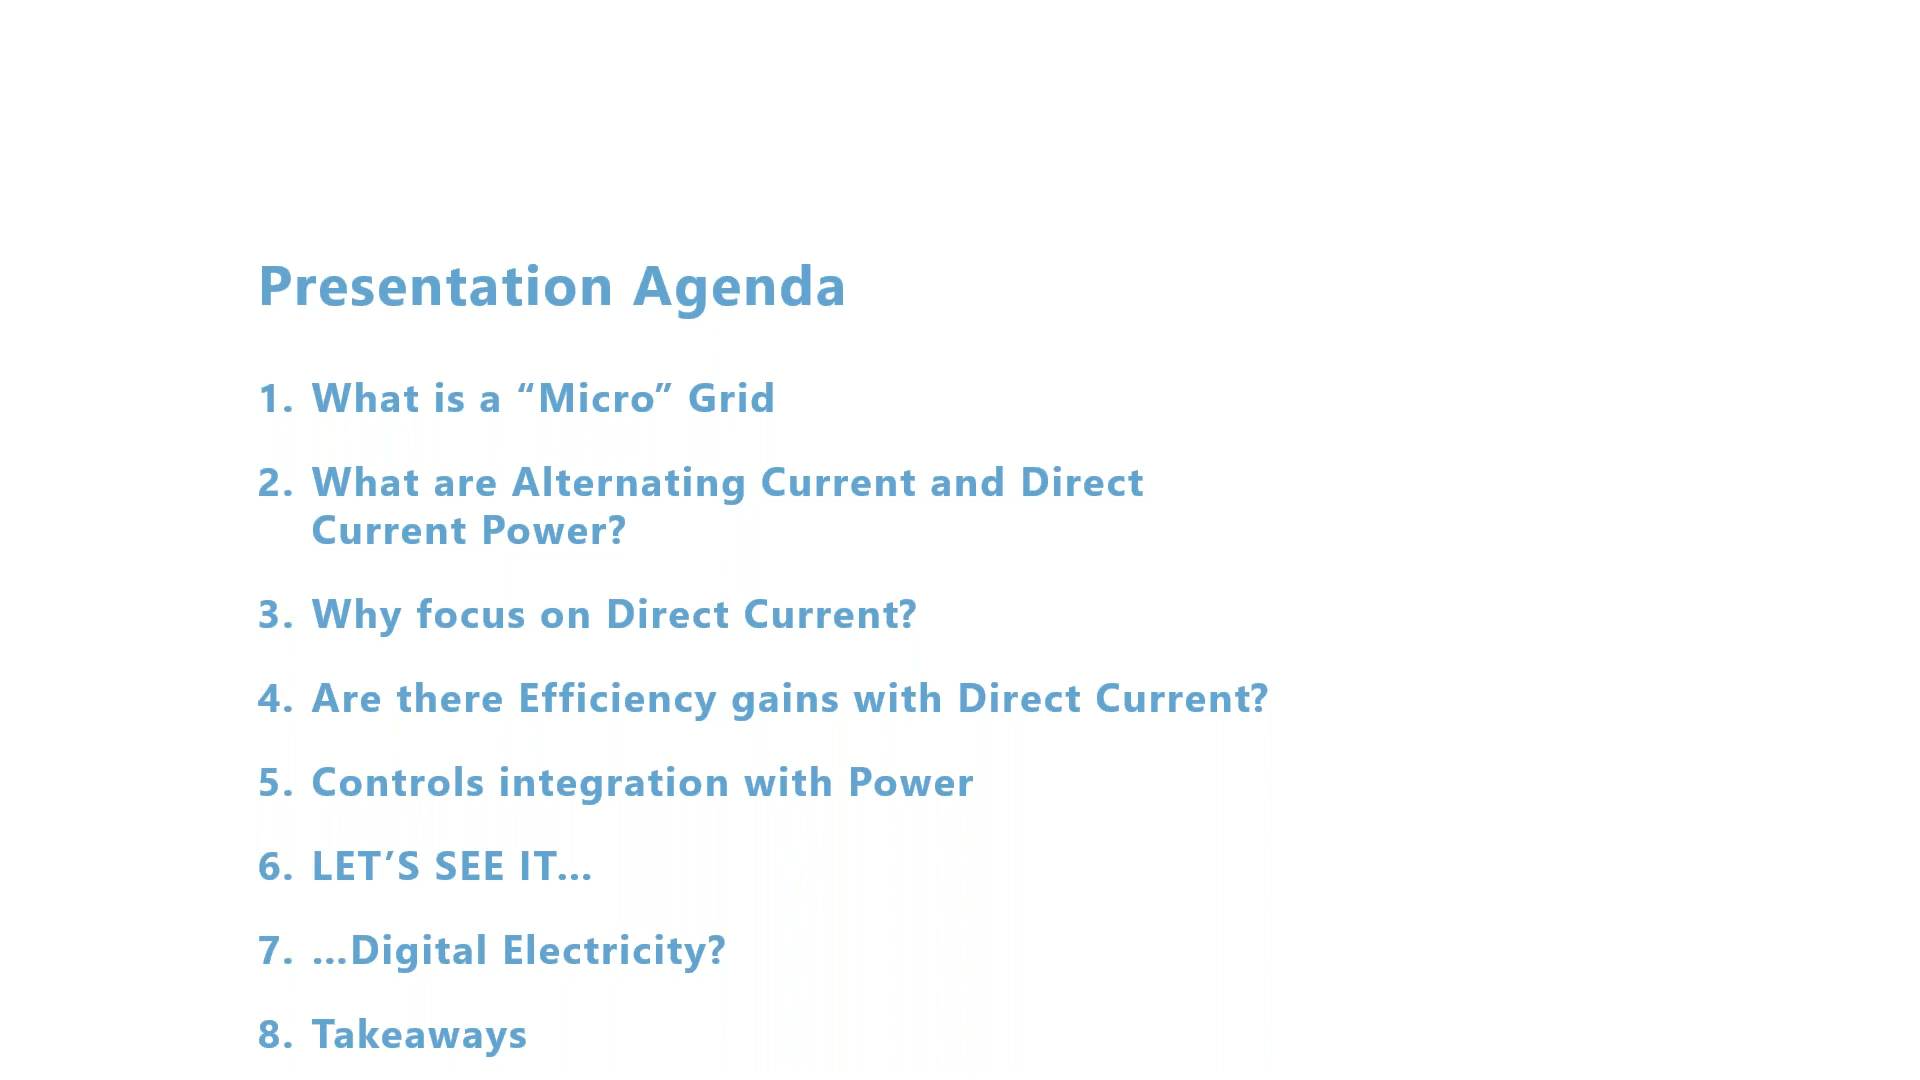 Presentation Agenda
1. What is a “Micro” Grid
2. What are Alternating Current and Direct
Current Power?
3. Why focus on Direct Current?
4. Are there Efficiency gains with Direct Current?
5. Controls integration with Power
6. LET’S SEE IT…
7. …Digital Electricity?
8. Takeaways